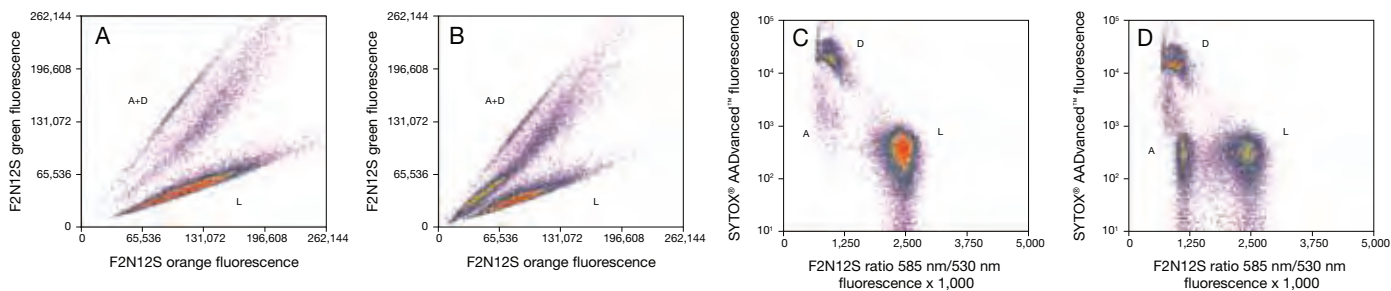 A
F2N12S green fluorescence
262,144
196,608
131,072
65,536
0
A+D
L
0
65,536
131,072
196,608
262,144
F2N12S orange fluorescence
B
F2N12S green fluorescence
262,144
196,608
131,072
65,536
0
A+D
L
0
65,536
131,072
196,608
262,144
F2N12S orange fluorescence
C
SYTOX® AADvanced™ fluorescence
10⁵
10⁴
10³
10²
10¹
D
A
L
0
1,250
2,500
3,750
5,000
F2N12S ratio 585 nm/530 nm
fluorescence x 1,000
D
SYTOX® AADvanced™ fluorescence
10⁵
10⁴
10³
10²
10¹
D
A
L
0
1,250
2,500
3,750
5,000
F2N12S ratio 585 nm/530 nm
fluorescence x 1,000